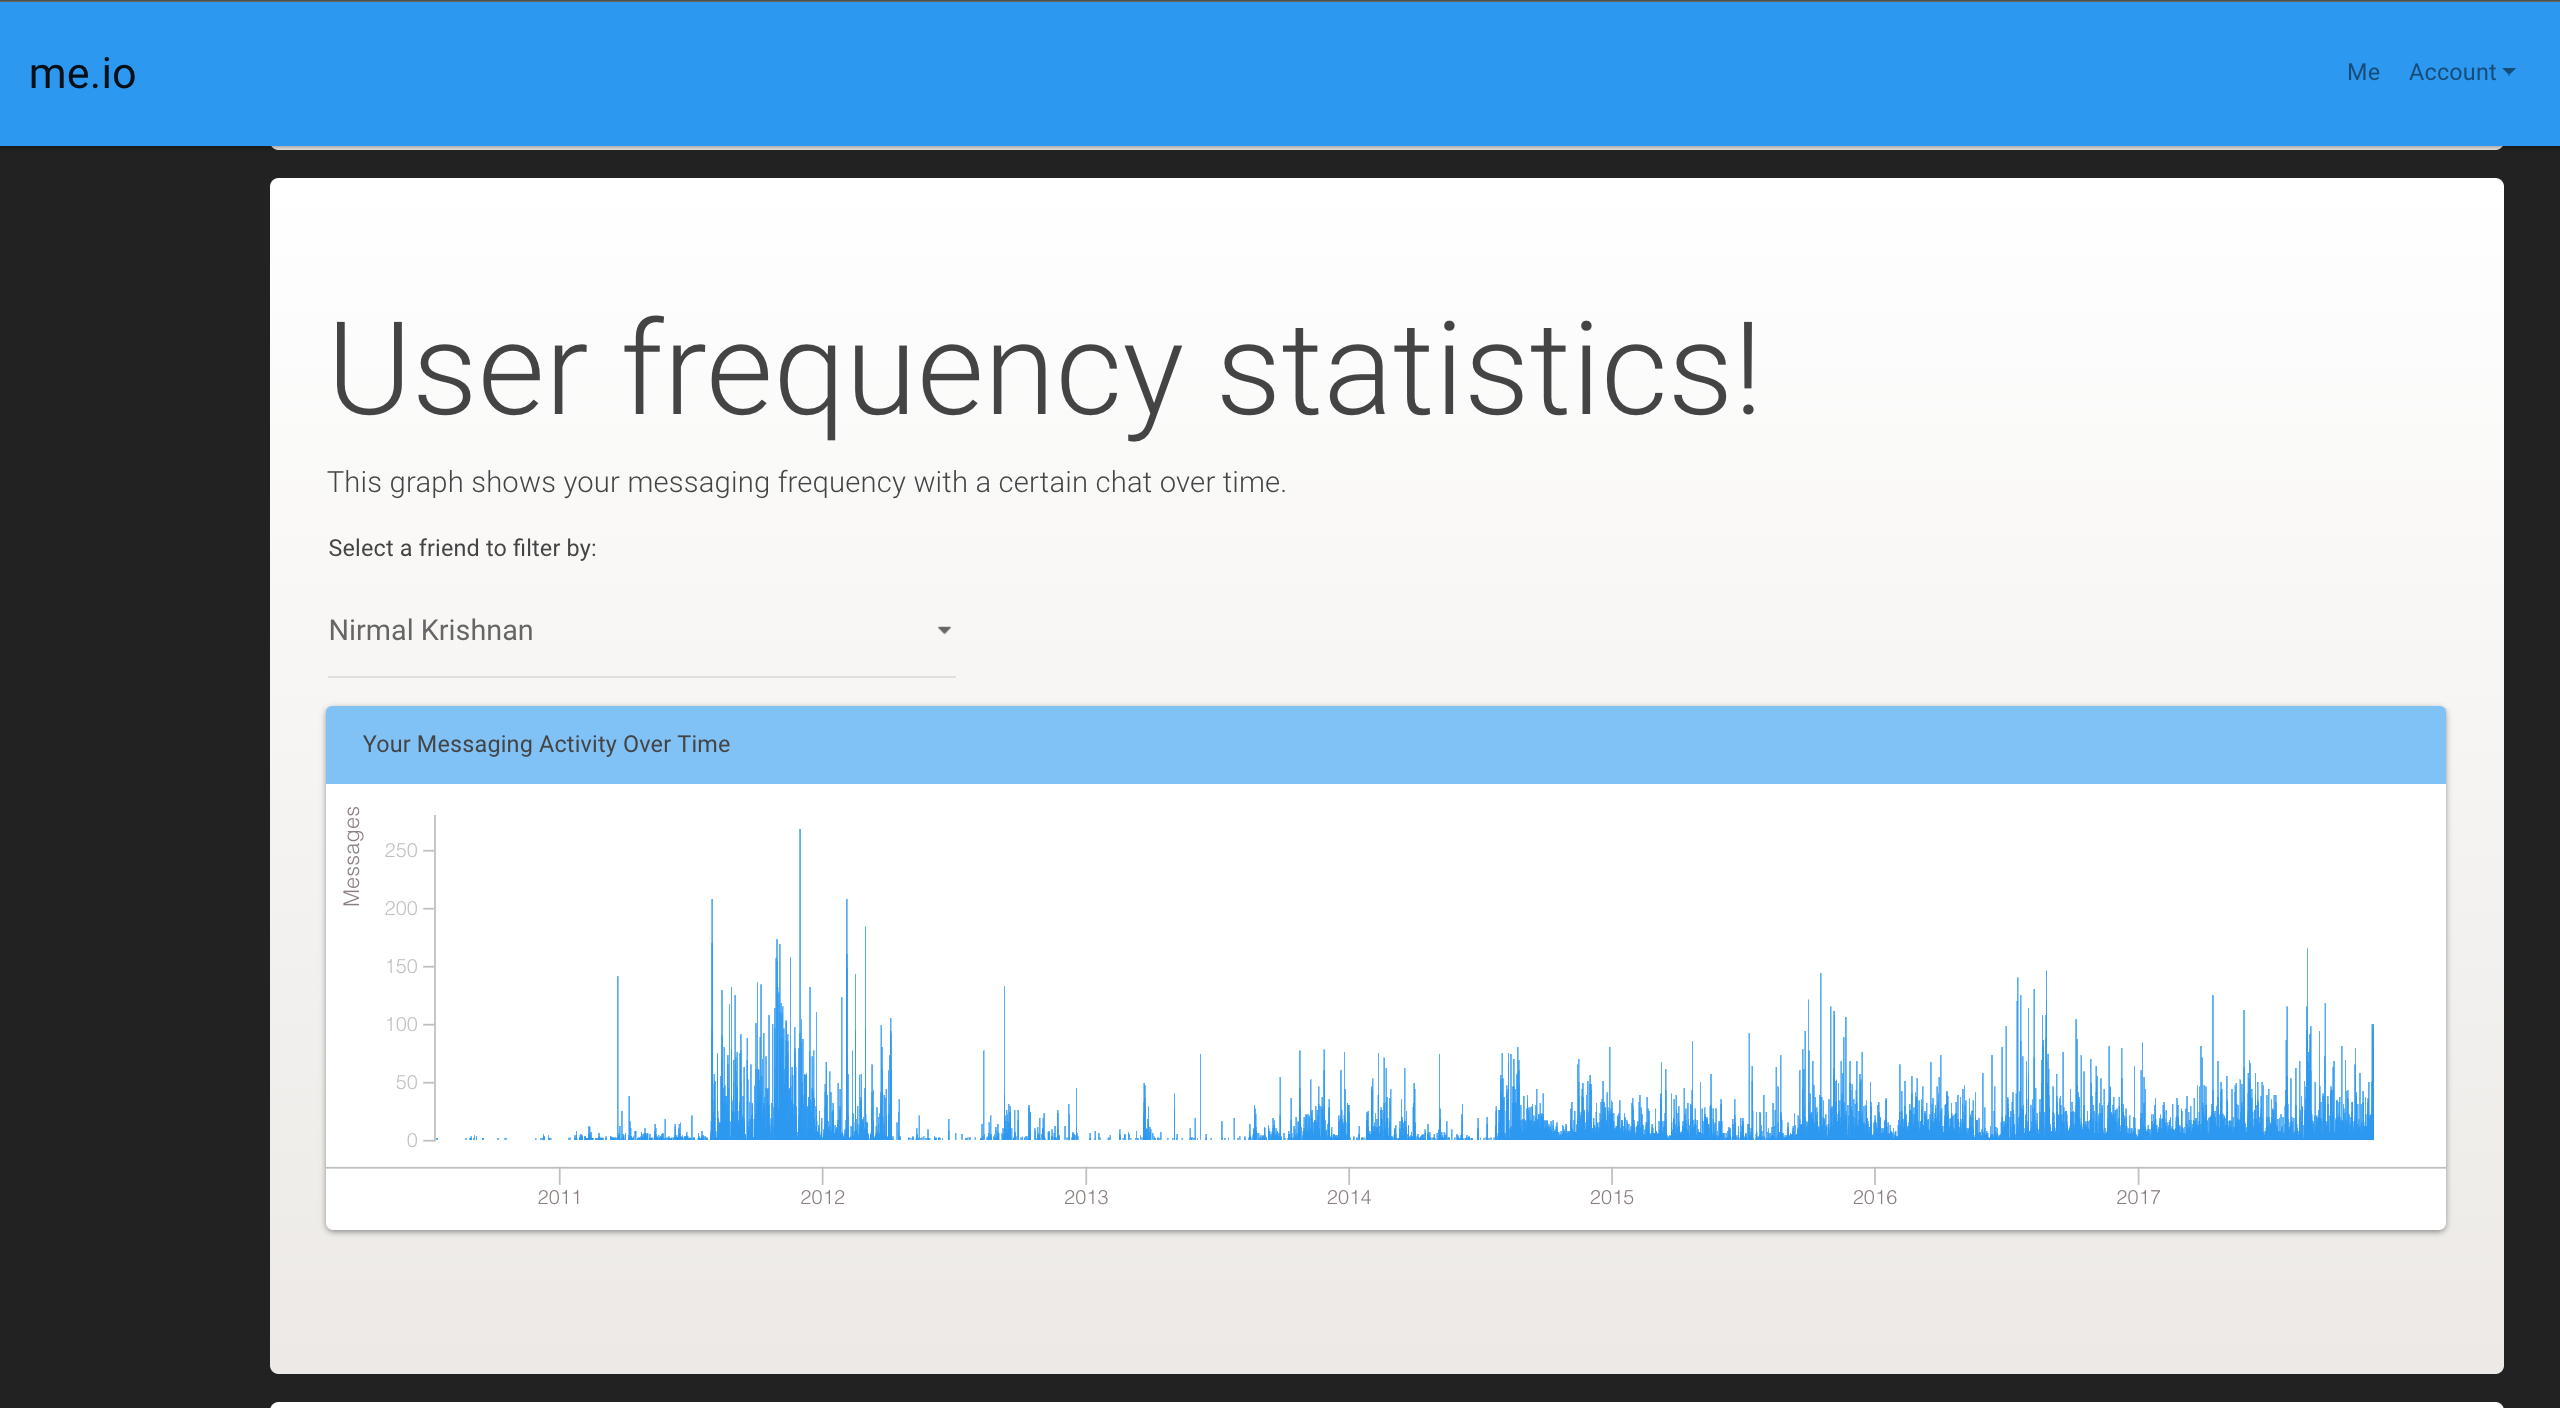 me.io
Me Account
User frequency statistics!
This graph shows your messaging frequency with a certain chat over time.
Select a friend to filter by:
Nirmal Krishnan
Your Messaging Activity Over Time
Messages
250
200
150
100
50
0
2011 2012 2013 2014 2015 2016 2017